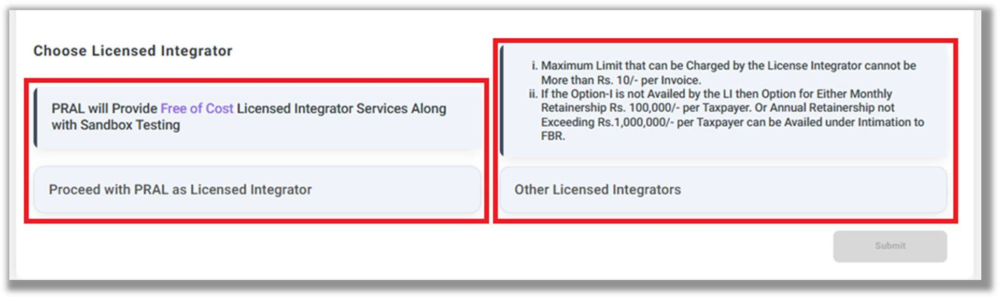 Choose Licensed Integrator
PRAL will Provide Free of Cost Licensed Integrator Services Along
with Sandbox Testing
Proceed with PRAL as Licensed Integrator
i. Maximum Limit that can be Charged by the License Integrator cannot be
More than Rs. 10/- per Invoice.
ii. If the Option-I is not Availed by the LI then Option for Either Monthly
Retainership Rs. 100,000/- per Taxpayer. Or Annual Retainership not
Exceeding Rs.1,000,000/- per Taxpayer can be Availed under Intimation to
FBR.
Other Licensed Integrators
Submit